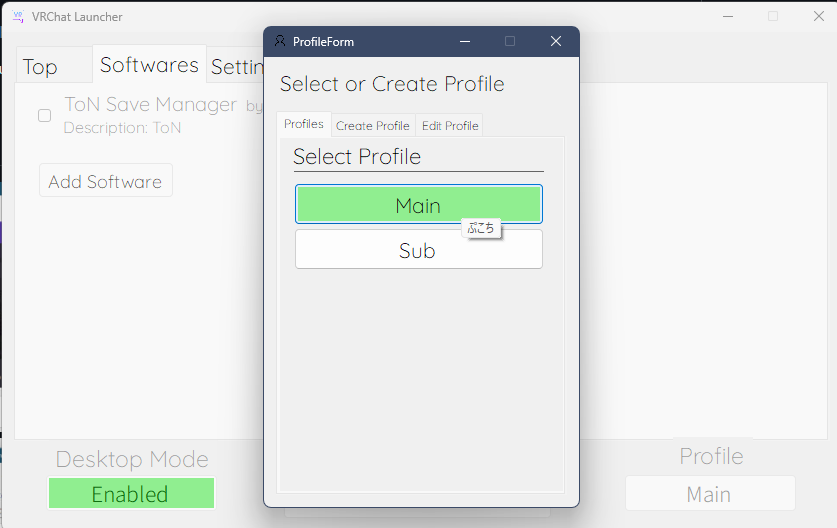 VRChat Launcher
Top
Softwares
Settin
ToN Save Manager by
Description: ToN
Add Software
Desktop Mode
Enabled
Profile
Main
ProfileForm
Select or Create Profile
Profiles
Create Profile
Edit Profile
Select Profile
Main
ぷこち
Sub